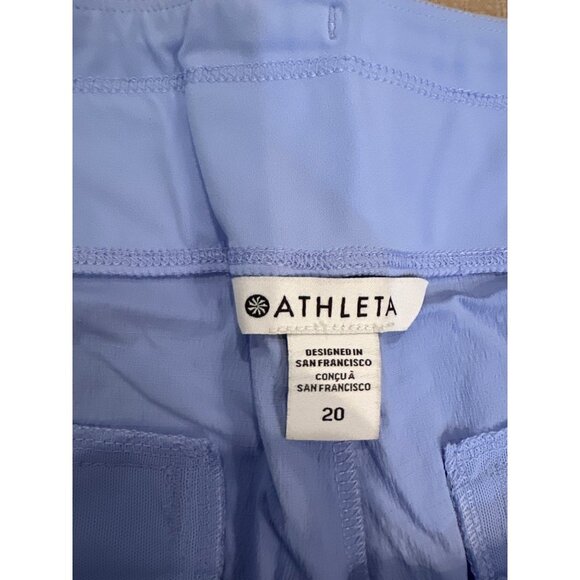 ATHLETA
DESIGNED IN
SAN FRANCISCO
CONÇU À
SAN FRANCISCO
20